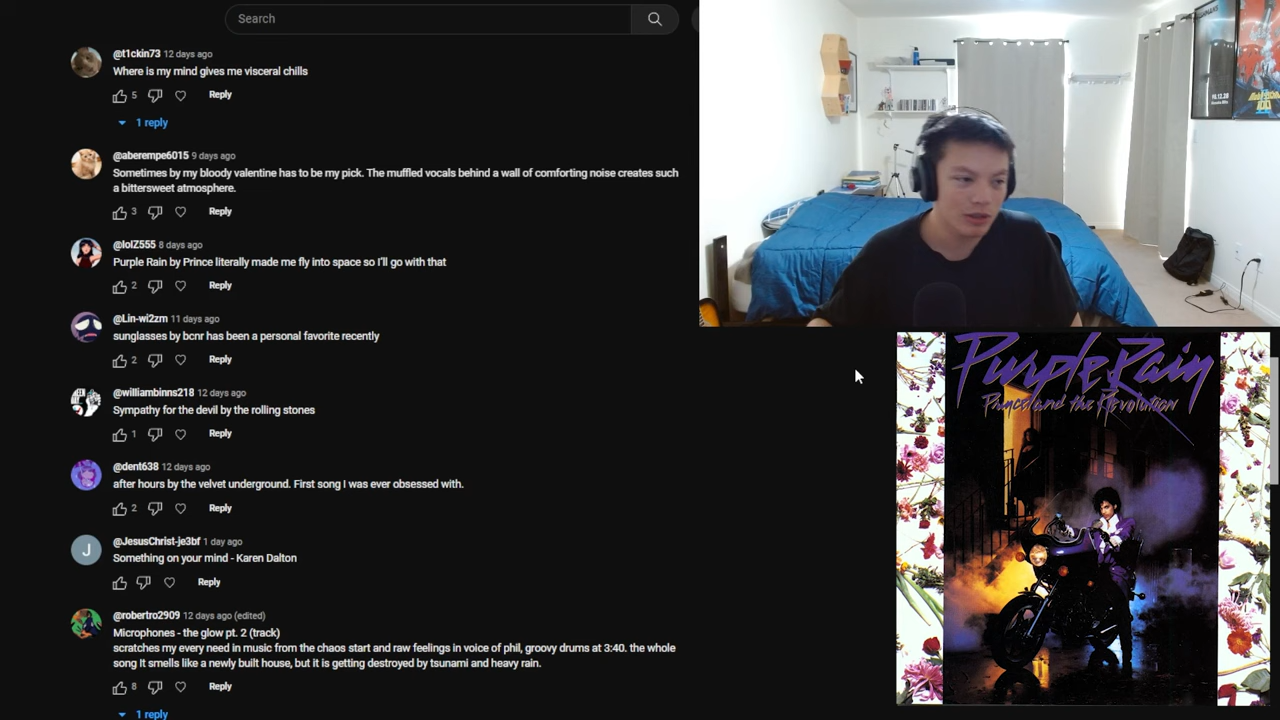 Search
@t1ckin73 12 days ago
Where is my mind gives me visceral chills
5 Reply
1 reply
@aberempe6015 9 days ago
Sometimes by my bloody valentine has to be my pick. The muffled vocals behind a wall of comforting noise creates such
a bittersweet atmosphere.
3 Reply
@lolZ555 8 days ago
Purple Rain by Prince literally made me fly into space so I'll go with that
2 Reply
@Lin-wi2zm 11 days ago
sunglasses by bcnr has been a personal favorite recently
2 Reply
@williambinns218 12 days ago
Sympathy for the devil by the rolling stones
1 Reply
@dent638 12 days ago
after hours by the velvet underground. First song I was ever obsessed with.
2 Reply
J
@JesusChrist-je3bf 1 day ago
Something on your mind - Karen Dalton
Reply
@robertro2909 12 days ago (edited)
Microphones - the glow pt. 2 (track)
scratches my every need in music from the chaos start and raw feelings in voice of phil, groovy drums at 3:40. the whole
song It smells like a newly built house, but it is getting destroyed by tsunami and heavy rain.
8 Reply
1 reply
Purple Rain
Prince and the Revolution